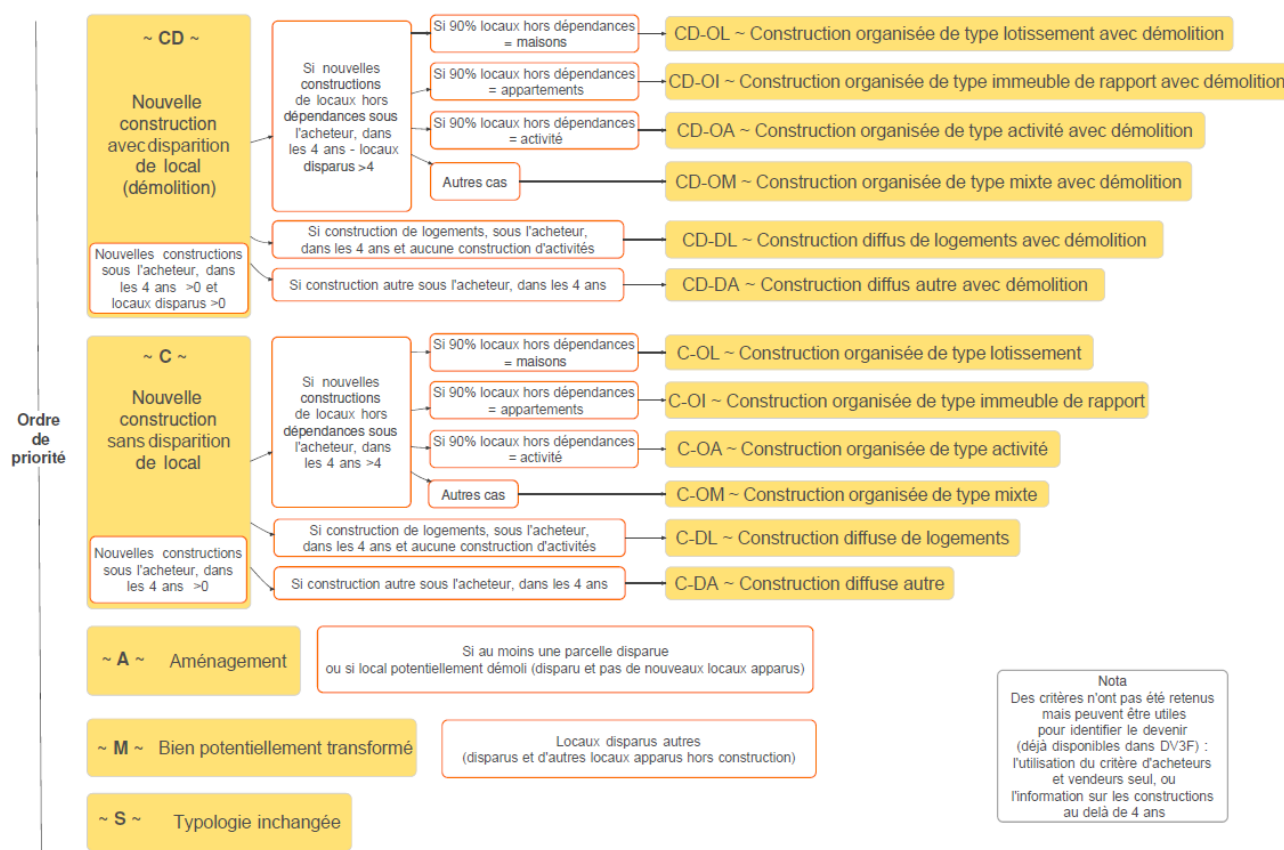 Ordre
de
priorité
~ CD ~
Nouvelle
construction
avec disparition
de local
(démolition)
Nouvelles constructions
sous l'acheteur, dans
les 4 ans >0 et
locaux disparus >0
Si nouvelles
constructions
de locaux hors
dépendances sous
l'acheteur, dans
les 4 ans - locaux
disparus >4
Si 90% locaux hors dépendances
= maisons
CD-OL ~ Construction organisée de type lotissement avec démolition
Si 90% locaux hors dépendances
= appartements
CD-OI ~ Construction organisée de type immeuble de rapport avec démolition
Si 90% locaux hors dépendances
= activité
CD-OA ~ Construction organisée de type activité avec démolition
Autres cas
CD-OM ~ Construction organisée de type mixte avec démolition
Si construction de logements, sous l'acheteur,
dans les 4 ans et aucune construction d'activités
CD-DL ~ Construction diffus de logements avec démolition
Si construction autre sous l'acheteur, dans les 4 ans
CD-DA ~ Construction diffus autre avec démolition
~ C ~
Nouvelle
construction
sans disparition
de local
Nouvelles constructions
sous l'acheteur, dans
les 4 ans >0
Si nouvelles
constructions
de locaux hors
dépendances sous
l'acheteur, dans
les 4 ans >4
Si 90% locaux hors dépendances
= maisons
C-OL ~ Construction organisée de type lotissement
Si 90% locaux hors dépendances
= appartements
C-OI ~ Construction organisée de type immeuble de rapport
Si 90% locaux hors dépendances
= activité
C-OA ~ Construction organisée de type activité
Autres cas
C-OM ~ Construction organisée de type mixte
Si construction de logements, sous l'acheteur,
dans les 4 ans et aucune construction d'activités
C-DL ~ Construction diffuse de logements
Si construction autre sous l'acheteur, dans les 4 ans
C-DA ~ Construction diffuse autre
~ A ~ Aménagement
Si au moins une parcelle disparue
ou si local potentiellement démoli (disparu et pas de nouveaux locaux apparus)
~ M ~ Bien potentiellement transformé
Locaux disparus autres
(disparus et d'autres locaux apparus hors construction)
~ S ~ Typologie inchangée
Nota
Des critères n'ont pas été retenus
mais peuvent être utiles
pour identifier le devenir
(déjà disponibles dans DV3F) :
l'utilisation du critère d'acheteurs
et vendeurs seul, ou
l'information sur les constructions
au delà de 4 ans